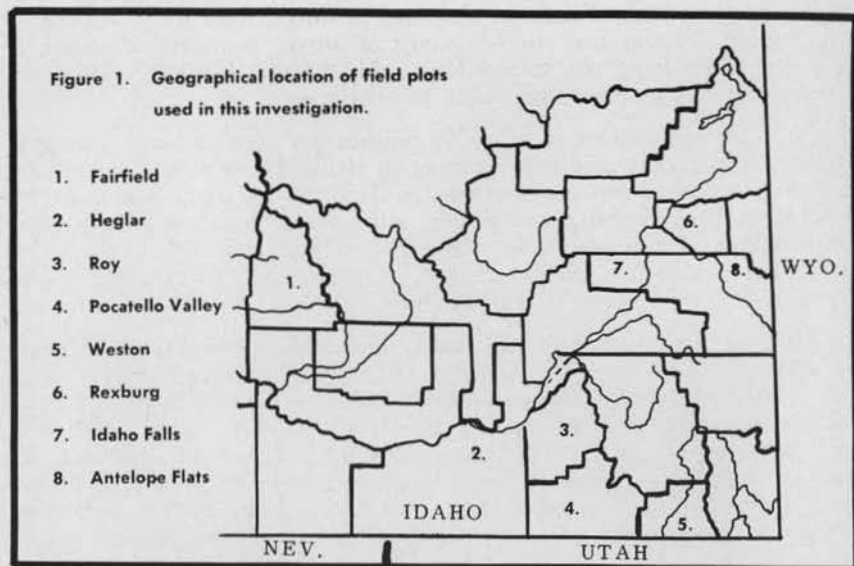 Figure 1. Geographical location of field plots
used in this investigation.
1. Fairfield
2. Heglar
3. Roy
4. Pocatello Valley
5. Weston
6. Rexburg
7. Idaho Falls
8. Antelope Flats
6.
7.
8.
WYO.
1.
2.
3.
4.
5.
IDAHO
NEV.
UTAH